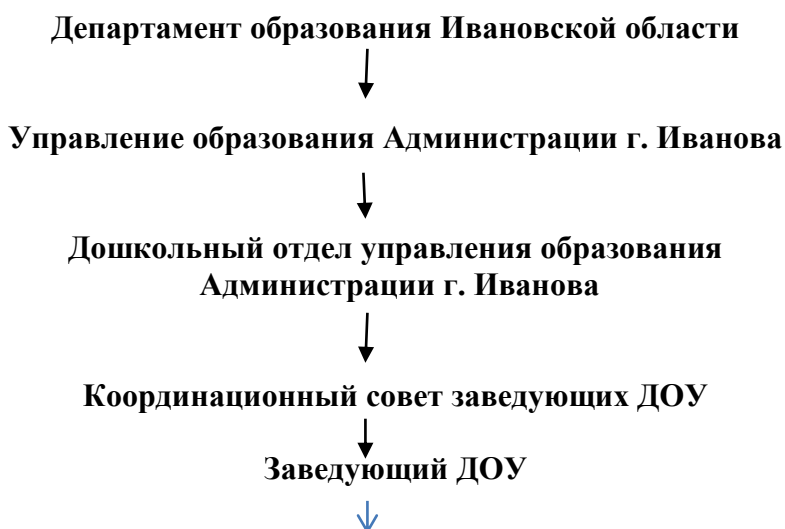 Департамент образования Ивановской области
Управление образования Администрации г. Иванова
Дошкольный отдел управления образования
Администрации г. Иванова
Координационный совет заведующих ДОУ
Заведующий ДОУ